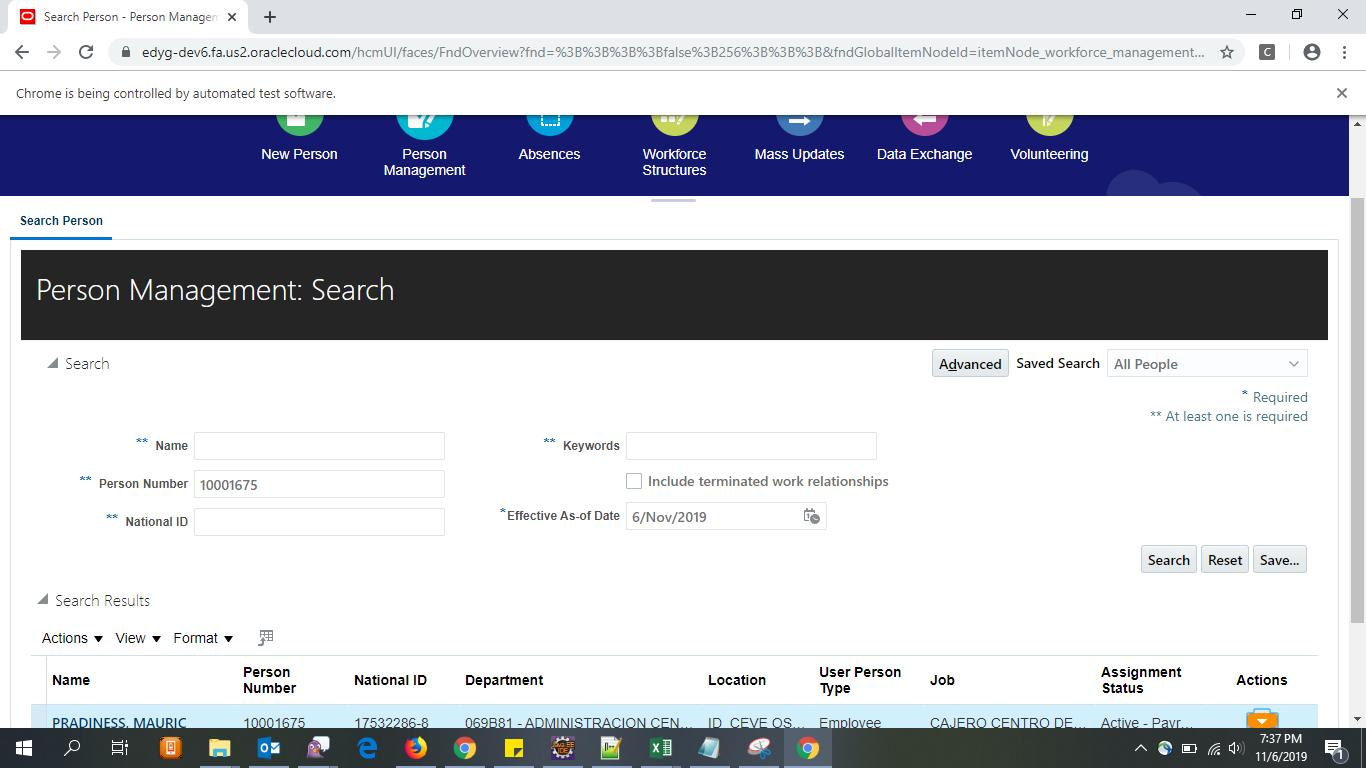 Search Person - Person Managem
edyg-dev6.fa.us2.oraclecloud.com/hcmUI/faces/FndOverview?fnd=%3B%3B%3B%3Bfalse%3B256%3B%3B%3B&fndGlobalItemNodeId=itemNode_workforce_management...
C
Chrome is being controlled by automated test software.
New Person
Person Management
Absences
Workforce Structures
Mass Updates
Data Exchange
Volunteering
Search Person
Person Management: Search
Search
Advanced Saved Search All People
* Required
** At least one is required
** Name
** Keywords
** Person Number 10001675
Include terminated work relationships
** National ID
*Effective As-of Date 6/Nov/2019
Search Reset Save...
Search Results
Actions View Format
Name Person Number National ID Department Location User Person Type Job Assignment Status Actions
PRADINESS, MAURIC 10001675 17532286-8 069B81 - ADMINISTRACION CEN... ID_CEVE OS... Employee CAJERO CENTRO DE... Active - Payr...
7:37 PM
11/6/2019
1